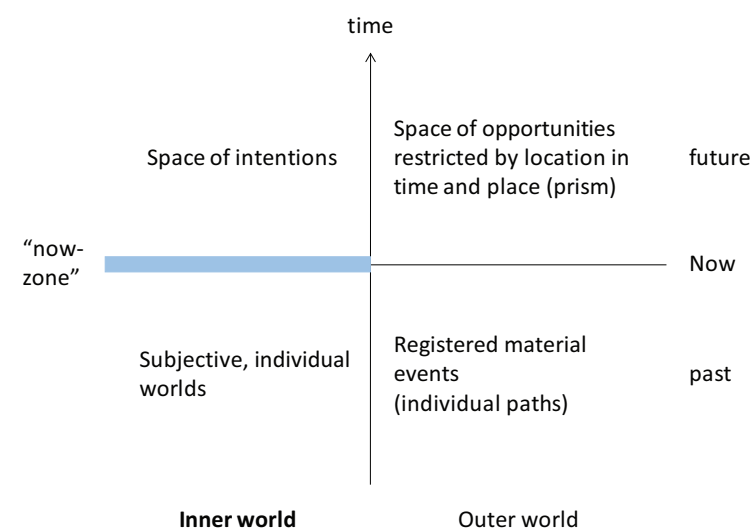 time
Space of intentions
Space of opportunities
restricted by location in
time and place (prism)
future
“now-
zone”
Now
Subjective, individual
worlds
Registered material
events
(individual paths)
past
Inner world
Outer world